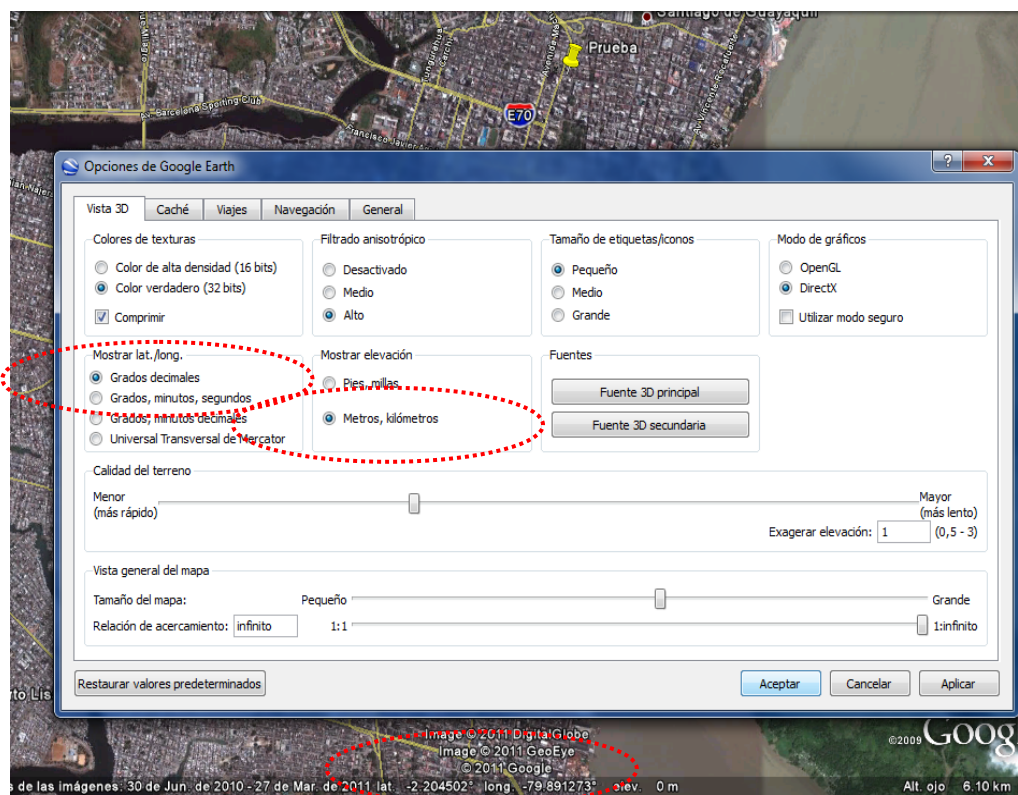 Santiago de Guayaquil
Prueba
Av. Barcelona Sporting Club
E70
Opciones de Google Earth
Vista 3D Caché Viajes Navegación General
Colores de texturas
Color de alta densidad (16 bits)
Color verdadero (32 bits)
Comprimir
Filtrado anisotrópico
Desactivado
Medio
Alto
Tamaño de etiquetas/iconos
Pequeño
Medio
Grande
Modo de gráficos
OpenGL
DirectX
Utilizar modo seguro
Mostrar lat./long.
Grados decimales
Grados, minutos, segundos
Grados, minutos decimales
Universal Transversal de Mercator
Mostrar elevación
Pies, millas
Metros, kilómetros
Fuentes
Fuente 3D principal
Fuente 3D secundaria
Calidad del terreno
Menor
(más rápido)
Mayor
(más lento)
Exagerar elevación: 1 (0,5 - 3)
Vista general del mapa
Tamaño del mapa: Pequeño Grande
Relación de acercamiento: infinito 1:1 1:infinito
Restaurar valores predeterminados Aceptar Cancelar Aplicar
Image © 2011 DigitalGlobe
Image © 2011 GeoEye
© 2011 Google
©2009 Goog
s de las imágenes: 30 de Jun. de 2010 - 27 de Mar. de 2011 lat. -2.204502° long. -79.891273° elev. 0 m Alt. ojo 6.10 km